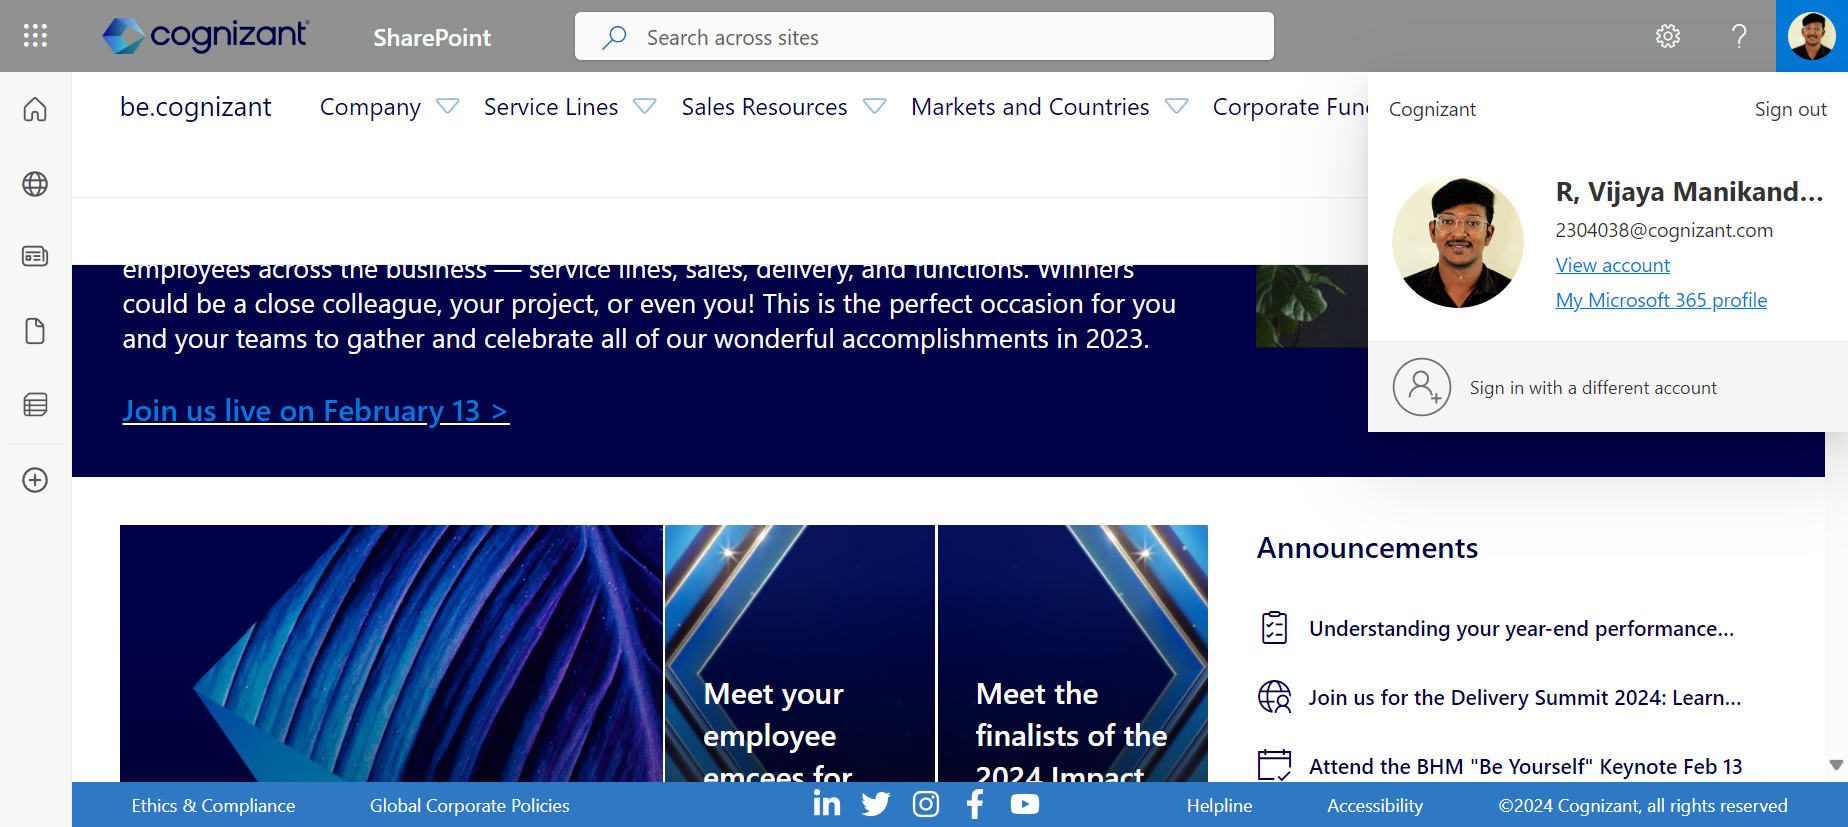 cognizant
SharePoint
Search across sites
be.cognizant
Company
Service Lines
Sales Resources
Markets and Countries
Corporate Fun
Cognizant
Sign out
R, Vijaya Manikand...
2304038@cognizant.com
View account
My Microsoft 365 profile
Sign in with a different account
employees across the business — service lines, sales, delivery, and functions. Winners
could be a close colleague, your project, or even you! This is the perfect occasion for you
and your teams to gather and celebrate all of our wonderful accomplishments in 2023.
Join us live on February 13 >
Meet your
employee
emcees for
Meet the
finalists of the
2024 Impact
Announcements
Understanding your year-end performance...
Join us for the Delivery Summit 2024: Learn...
Attend the BHM "Be Yourself" Keynote Feb 13
Ethics & Compliance
Global Corporate Policies
Helpline
Accessibility
©2024 Cognizant, all rights reserved